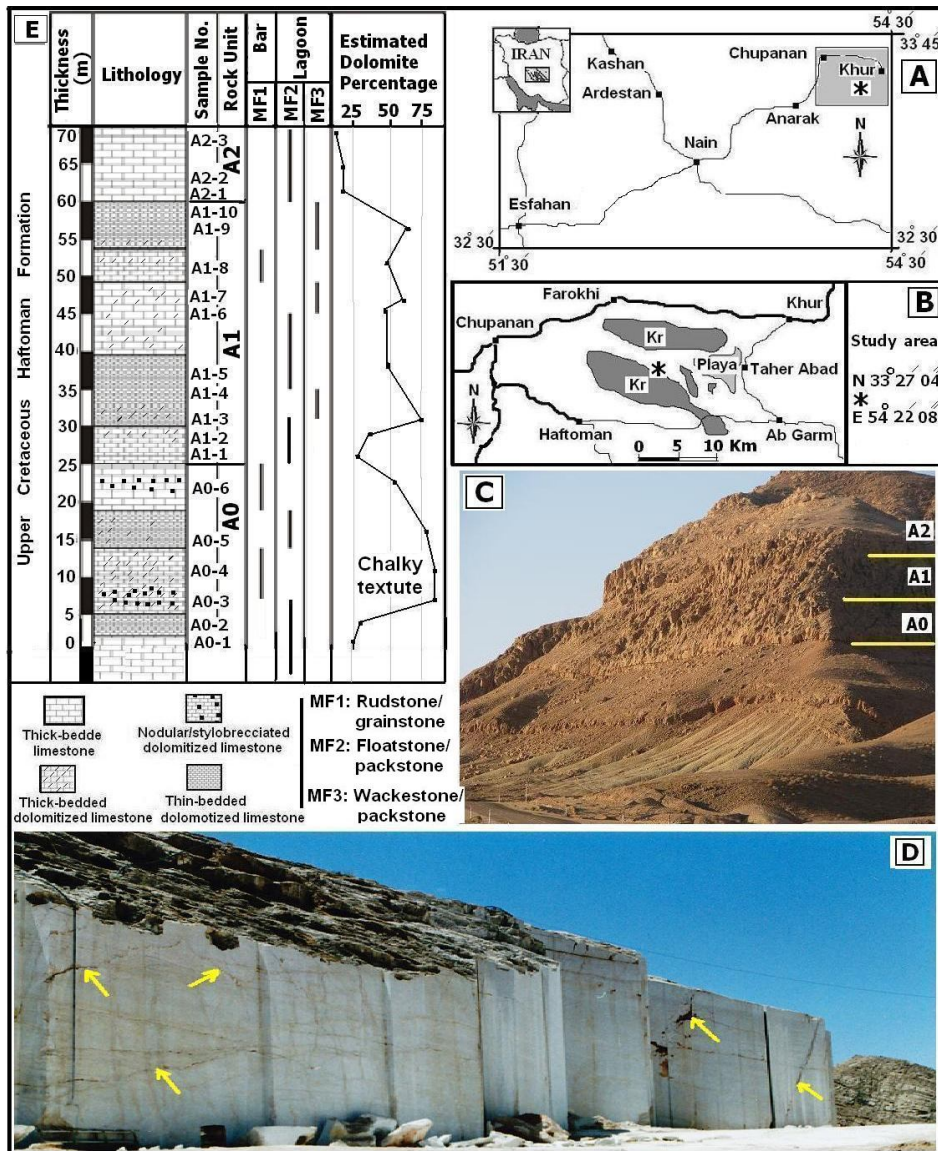 E
Thickness (m)
Lithology
Sample No.
Rock Unit
Bar
Lagoon
MF1
MF2
MF3
Estimated
Dolomite
Percentage
25 50 75
Upper Cretaceous Haftoman Formation
70
65
60
55
50
45
40
35
30
25
20
15
10
5
0
A2-3
A2-2
A2-1
A1-10
A1-9
A1-8
A1-7
A1-6
A1-5
A1-4
A1-3
A1-2
A1-1
A0-6
A0-5
A0-4
A0-3
A0-2
A0-1
A2
A1
A0
Chalky
textute
Thick-bedde
limestone
Nodular/stylobrecciated
dolomitized limestone
Thick-bedded
dolomitized limestone
Thin-bedded
dolomotized limestone
MF1: Rudstone/
grainstone
MF2: Floatstone/
packstone
MF3: Wackestone/
packstone
54 30
33 45
IRAN
Kashan
Ardestan
Chupanan
Khur
*
A
Anarak
N
Nain
Esfahan
32 30
32 30
51 30
54 30
Farokhi
Khur
B
Chupanan
Kr
Study area
Playa
*
Kr
Taher Abad
N 33° 27 04
*
E 54° 22 08
N
Haftoman
Ab Garm
0 5 10 Km
C
A2
A1
A0
D